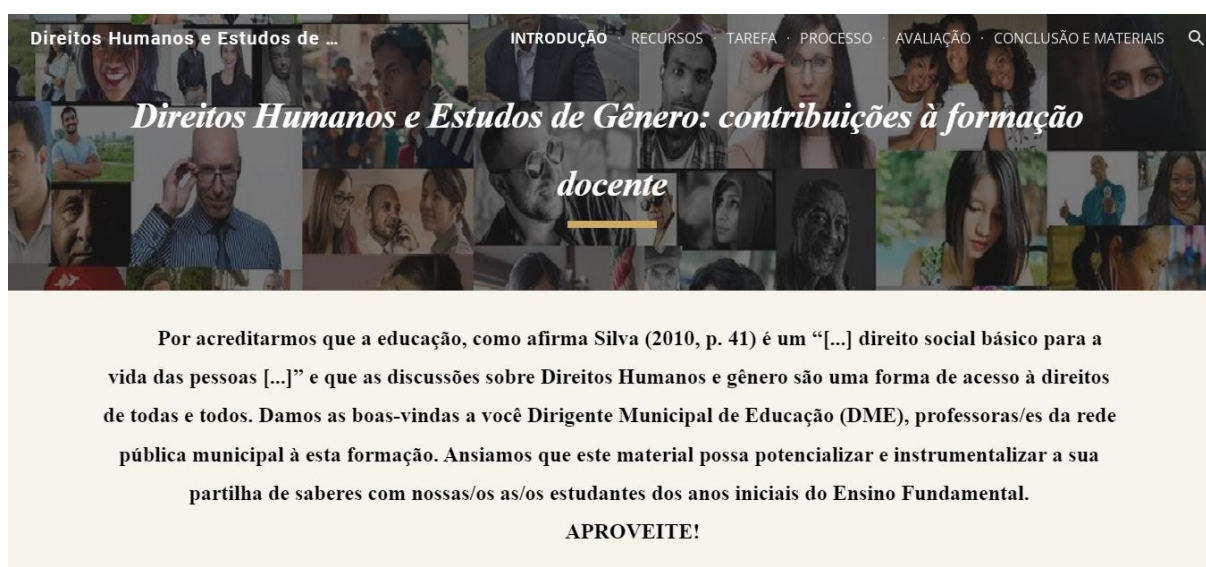 Direitos Humanos e Estudos de ...
INTRODUÇÃO · RECURSOS · TAREFA · PROCESSO · AVALIAÇÃO · CONCLUSÃO E MATERIAIS
Direitos Humanos e Estudos de Gênero: contribuições à formação
docente
Por acreditarmos que a educação, como afirma Silva (2010, p. 41) é um “[...] direito social básico para a
vida das pessoas [...]” e que as discussões sobre Direitos Humanos e gênero são uma forma de acesso à direitos
de todas e todos. Damos as boas-vindas a você Dirigente Municipal de Educação (DME), professoras/es da rede
pública municipal à esta formação. Ansiamos que este material possa potencializar e instrumentalizar a sua
partilha de saberes com nossas/os as/os estudantes dos anos iniciais do Ensino Fundamental.
APROVEITE!